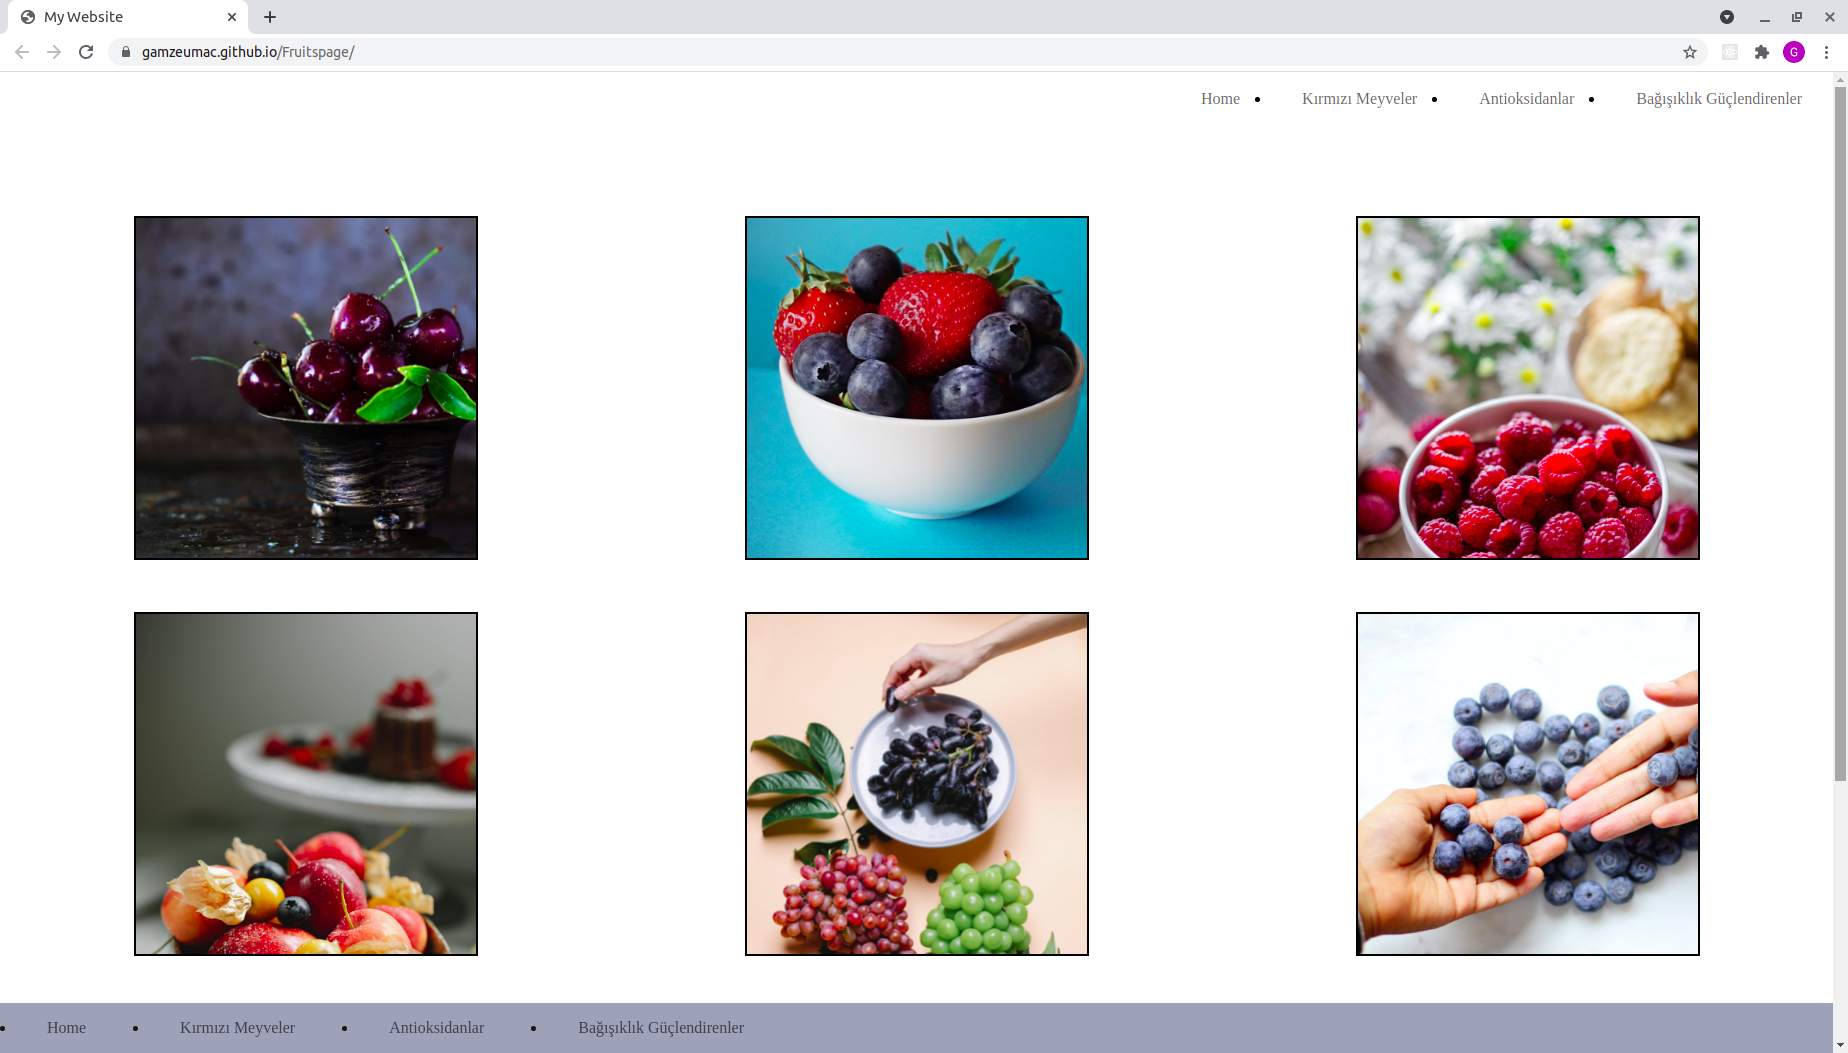 My Website
gamzeumac.github.io/Fruitspage/
G
Home Kırmızı Meyveler Antioksidanlar Bağışıklık Güçlendirenler
Home Kırmızı Meyveler Antioksidanlar Bağışıklık Güçlendirenler